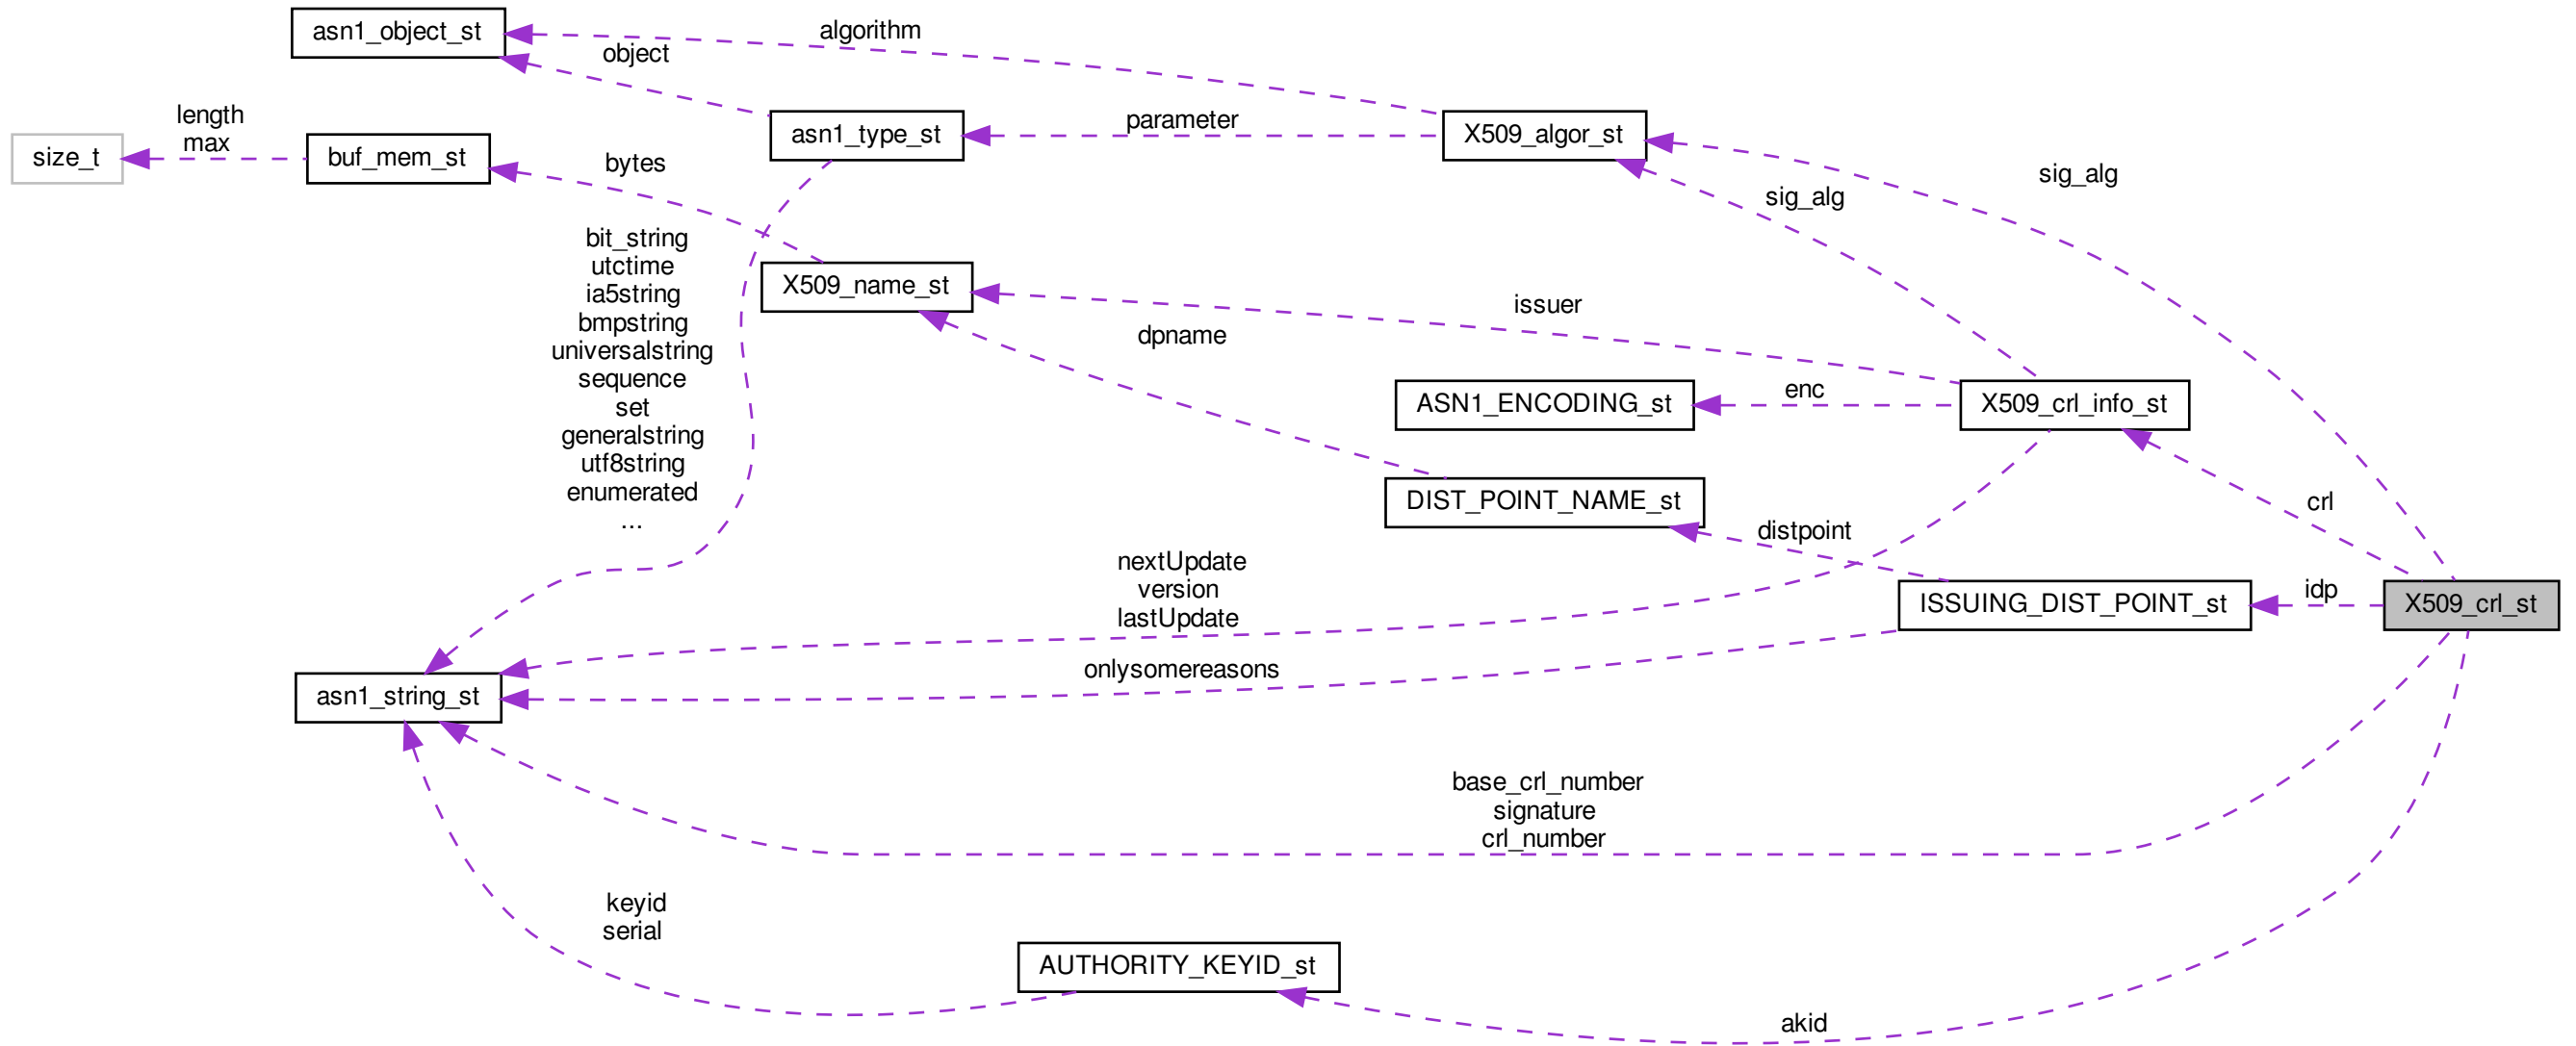 asn1_object_st
algorithm
object
length
max
size_t
buf_mem_st
bytes
asn1_type_st
parameter
X509_algor_st
sig_alg
sig_alg
bit_string
utctime
ia5string
bmpstring
universalstring
sequence
set
generalstring
utf8string
enumerated
...
X509_name_st
issuer
dpname
ASN1_ENCODING_st
enc
X509_crl_info_st
DIST_POINT_NAME_st
distpoint
crl
nextUpdate
version
lastUpdate
ISSUING_DIST_POINT_st
idp
X509_crl_st
onlysomereasons
asn1_string_st
base_crl_number
signature
crl_number
keyid
serial
AUTHORITY_KEYID_st
akid